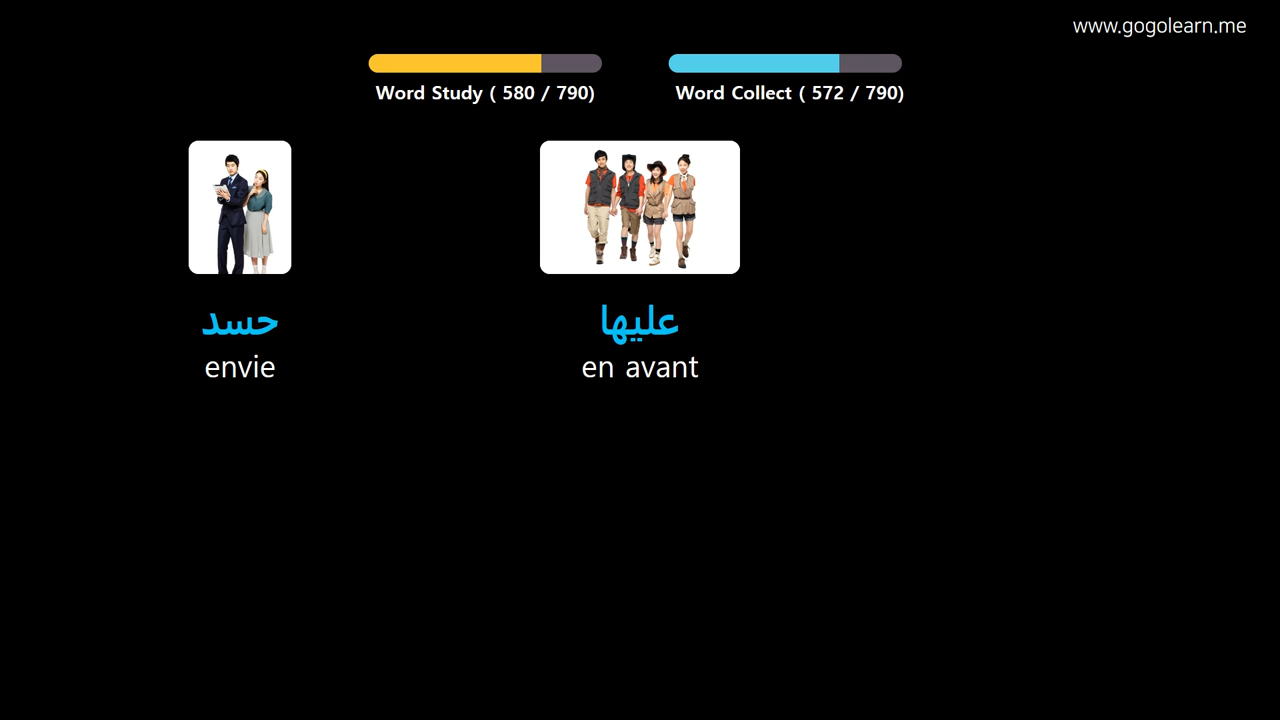 www.gogolearn.me
Word Study ( 580 / 790)
Word Collect ( 572 / 790)
حسد
envie
عليها
en avant